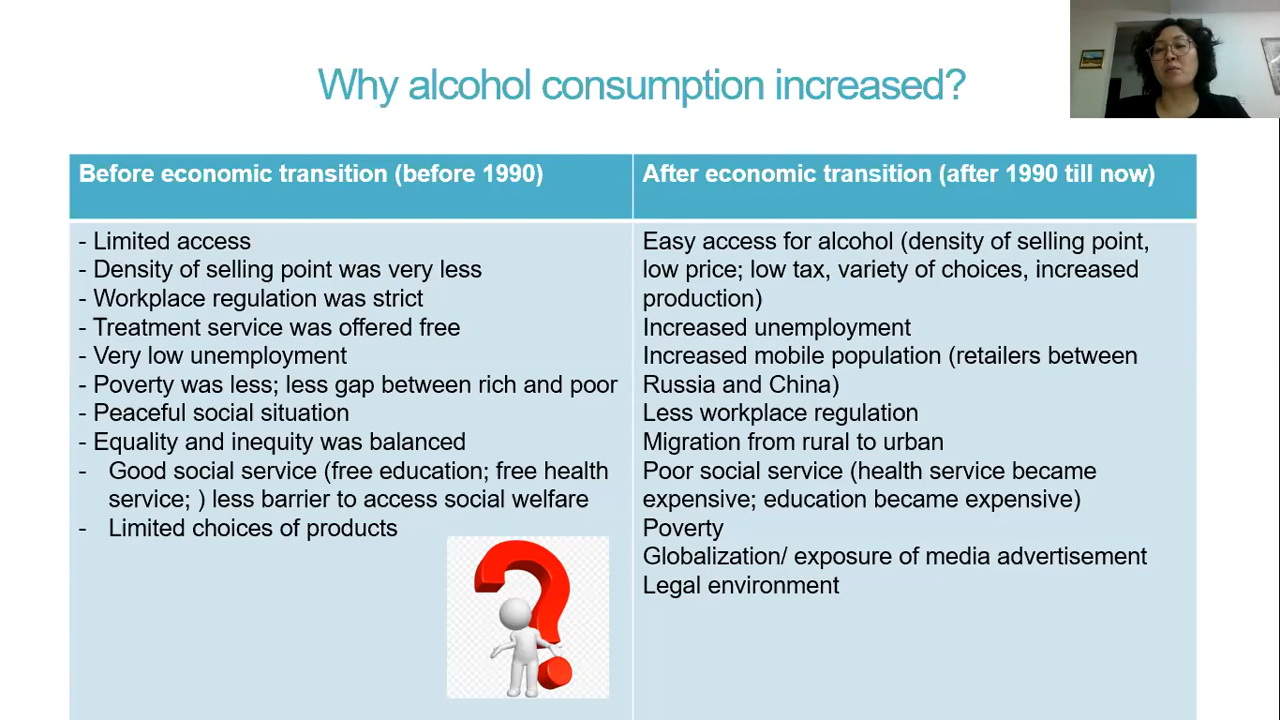 Why alcohol consumption increased?
Before economic transition (before 1990)
- Limited access
- Density of selling point was very less
- Workplace regulation was strict
- Treatment service was offered free
- Very low unemployment
- Poverty was less; less gap between rich and poor
- Peaceful social situation
- Equality and inequity was balanced
- Good social service (free education; free health
service; ) less barrier to access social welfare
- Limited choices of products
After economic transition (after 1990 till now)
Easy access for alcohol (density of selling point,
low price; low tax, variety of choices, increased
production)
Increased unemployment
Increased mobile population (retailers between
Russia and China)
Less workplace regulation
Migration from rural to urban
Poor social service (health service became
expensive; education became expensive)
Poverty
Globalization/ exposure of media advertisement
Legal environment